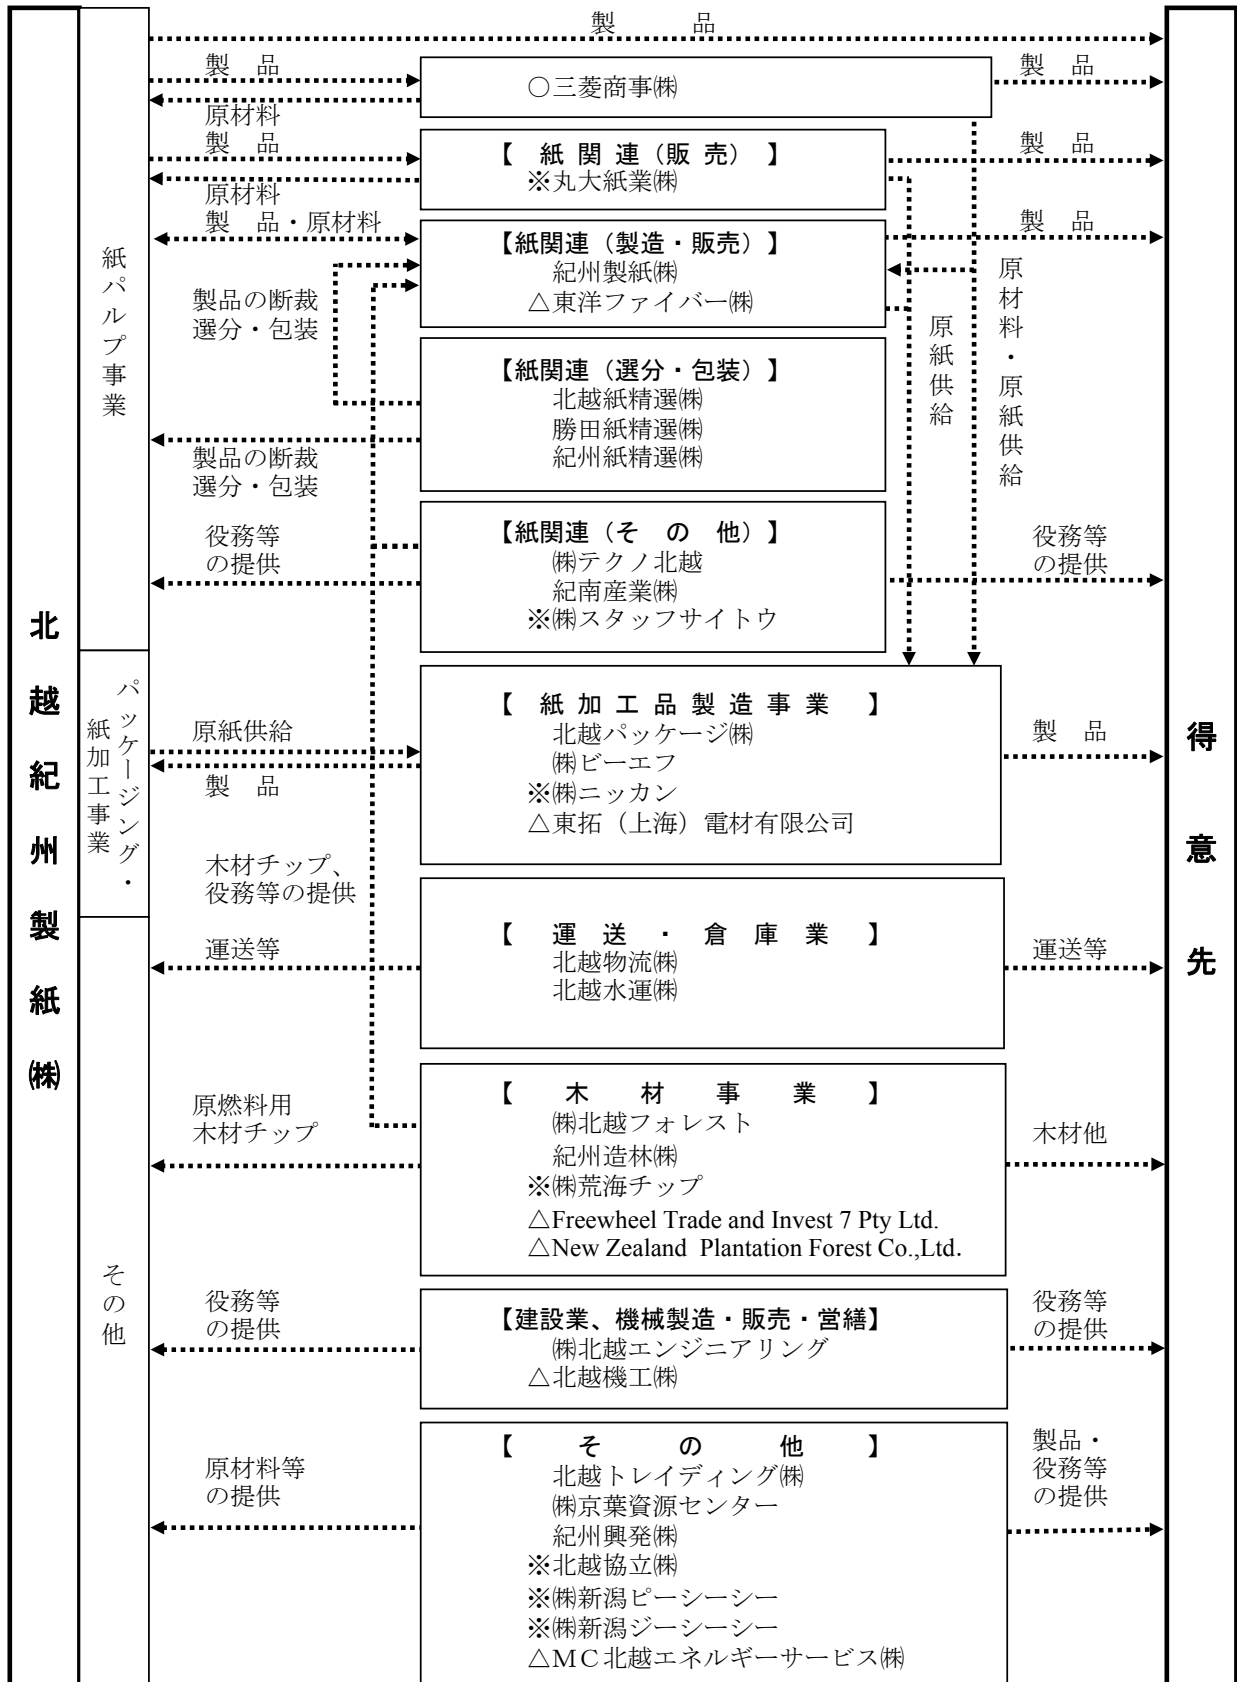 製　　　品
製　品
○三菱商事㈱
製　品
原材料
製　品
【　紙 関 連（販 売）　】
※丸大紙業㈱
製　品
原材料
製　品・原材料
【紙関連（製造・販売）】
紀州製紙㈱
△東洋ファイバー㈱
製　品
製品の断裁
選分・包装
原紙供給
原材料・原紙供給
【紙関連（選分・包装）】
北越紙精選㈱
勝田紙精選㈱
紀州紙精選㈱
製品の断裁
選分・包装
紙パルプ事業
役務等
の提供
【紙関連（そ　の　他）】
㈱テクノ北越
紀南産業㈱
※㈱スタッフサイトウ
役務等
の提供
北越紀州製紙㈱
得意先
パッケージング・
紙加工事業
原紙供給
製　品
【　紙 加 工 品 製 造 事 業　】
北越パッケージ㈱
㈱ビーエフ
※㈱ニッカン
△東拓（上海）電材有限公司
製　品
木材チップ、
役務等の提供
運送等
【　運　送　・　倉　庫　業　】
北越物流㈱
北越水運㈱
運送等
原燃料用
木材チップ
【　木　材　事　業　】
㈱北越フォレスト
紀州造林㈱
※㈱荒海チップ
△Freewheel Trade and Invest 7 Pty Ltd.
△New Zealand Plantation Forest Co.,Ltd.
木材他
その他
役務等
の提供
【建設業、機械製造・販売・営繕】
㈱北越エンジニアリング
△北越機工㈱
役務等
の提供
原材料等
の提供
【　そ　の　他　】
北越トレイディング㈱
㈱京葉資源センター
紀州興発㈱
※北越協立㈱
※㈱新潟ピーシーシー
※㈱新潟ジーシーシー
△ＭＣ北越エネルギーサービス㈱
製品・
役務等
の提供